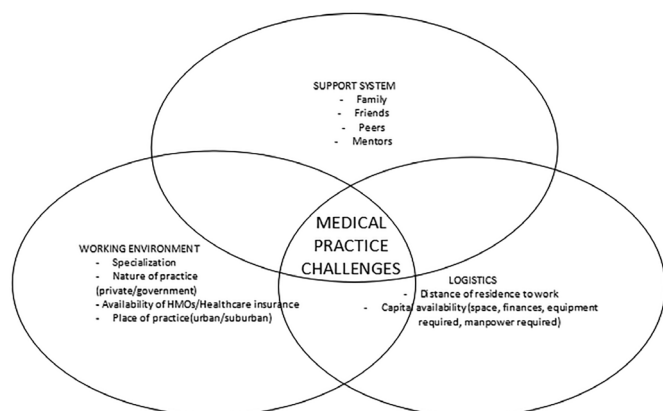 SUPPORT SYSTEM
- Family
- Friends
- Peers
- Mentors
MEDICAL
PRACTICE
CHALLENGES
WORKING ENVIRONMENT
- Specialization
- Nature of practice
(private/government)
- Availability of HMOs/Healthcare insurance
- Place of practice(urban/suburban)
LOGISTICS
- Distance of residence to work
- Capital availability(space, finances, equipment
required, manpower required)